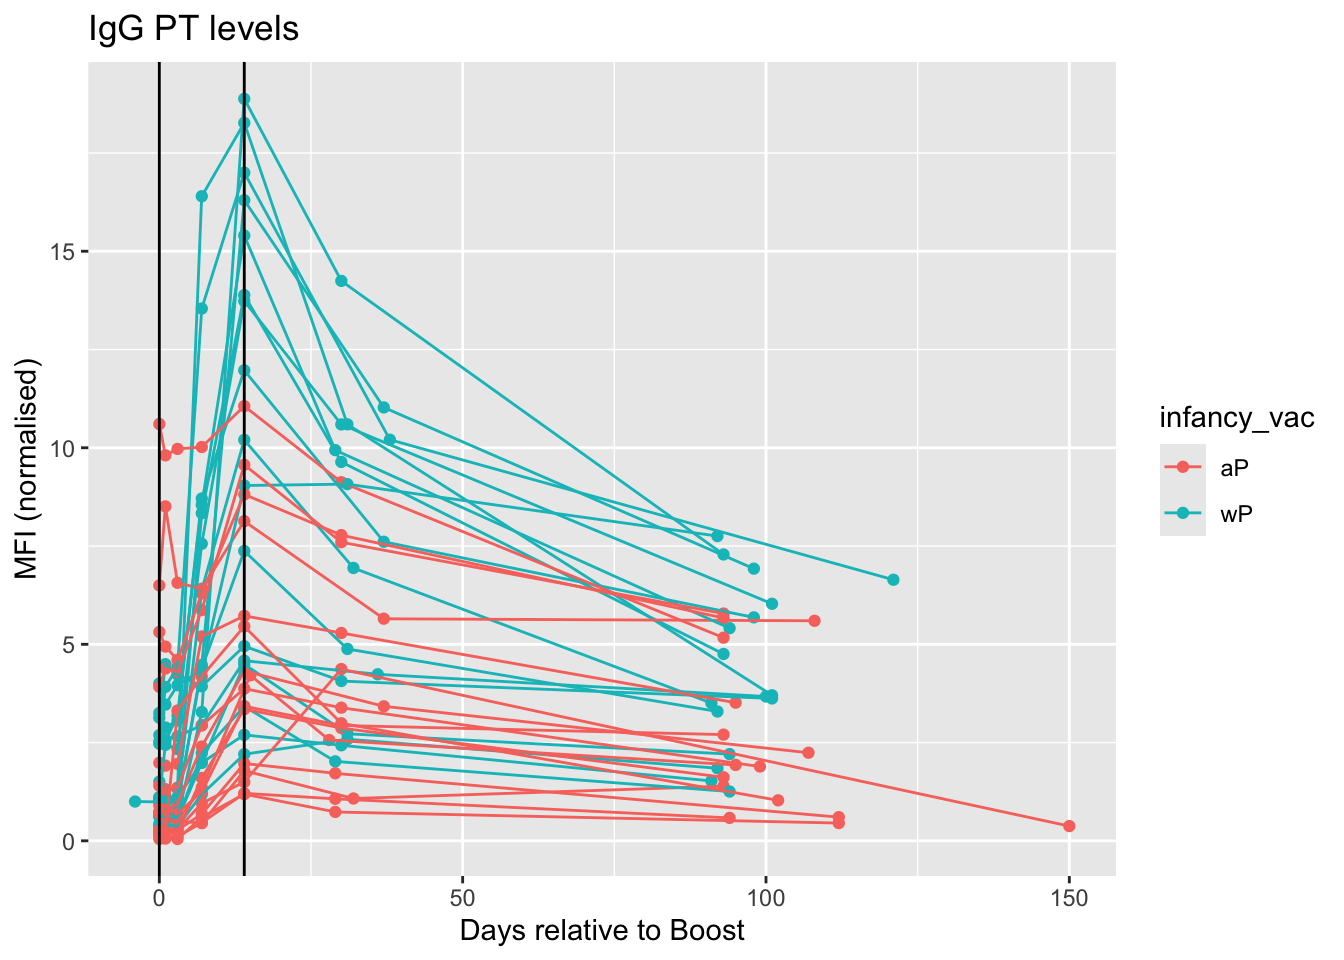 IgG PT levels
MFI (normalised)
15
10
5
0
0 50 100 150
Days relative to Boost
infancy_vac
aP
wP